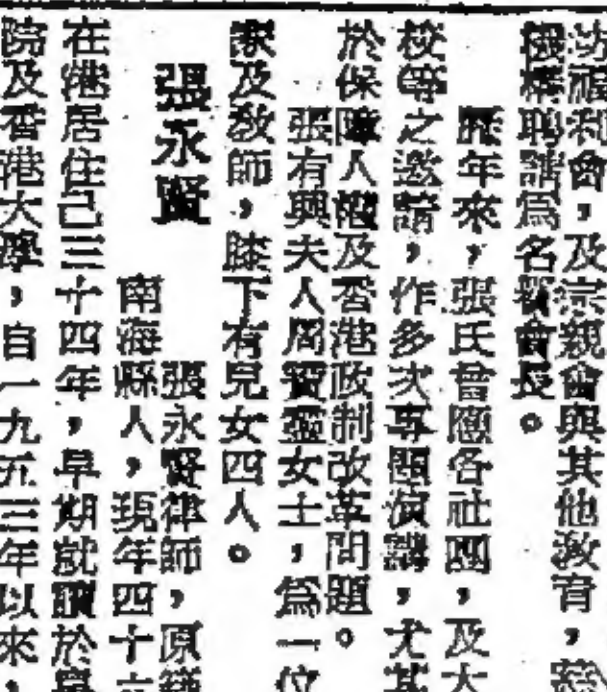 坊福利會，及宗親會與其他教育，慈
機構聘請爲名譽會長。
歷年來，張氏曾應各社團，及大
校等之邀請，作多次專題演講，尤其
於保障人權及香港政制改革問題。
張有興夫人周寶靈女士，爲一位
家及教師，膝下有兒女四人。
張永賢
張永賢律師，原籍
南海縣人，現年四十六
在港居住已三十四年，早期就讀於皇
院及香港大學，自一九五三年以來，